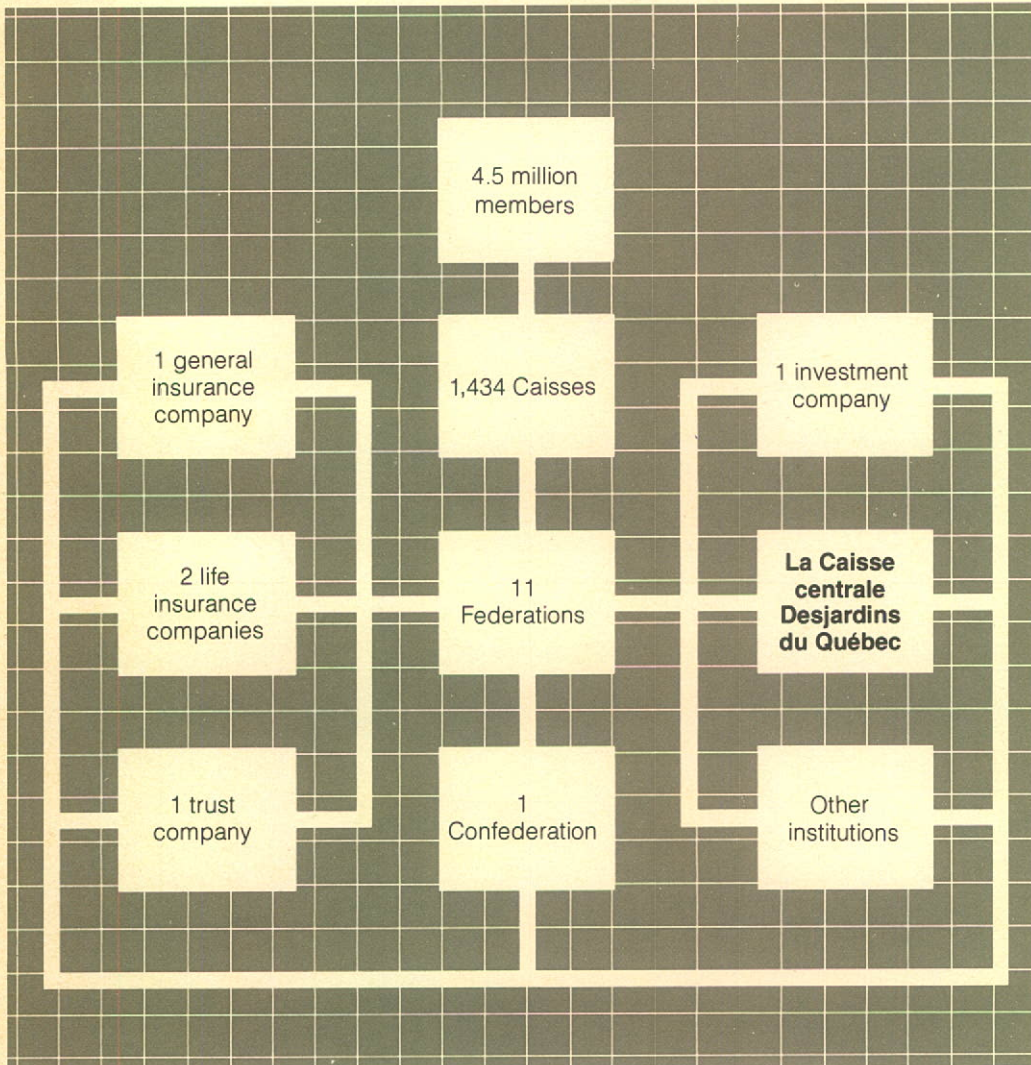 4.5 million
members
1 general
insurance
company
1,434 Caisses
1 investment
company
2 life
insurance
companies
11
Federations
La Caisse
centrale
Desjardins
du Québec
1 trust
company
1
Confederation
Other
institutions